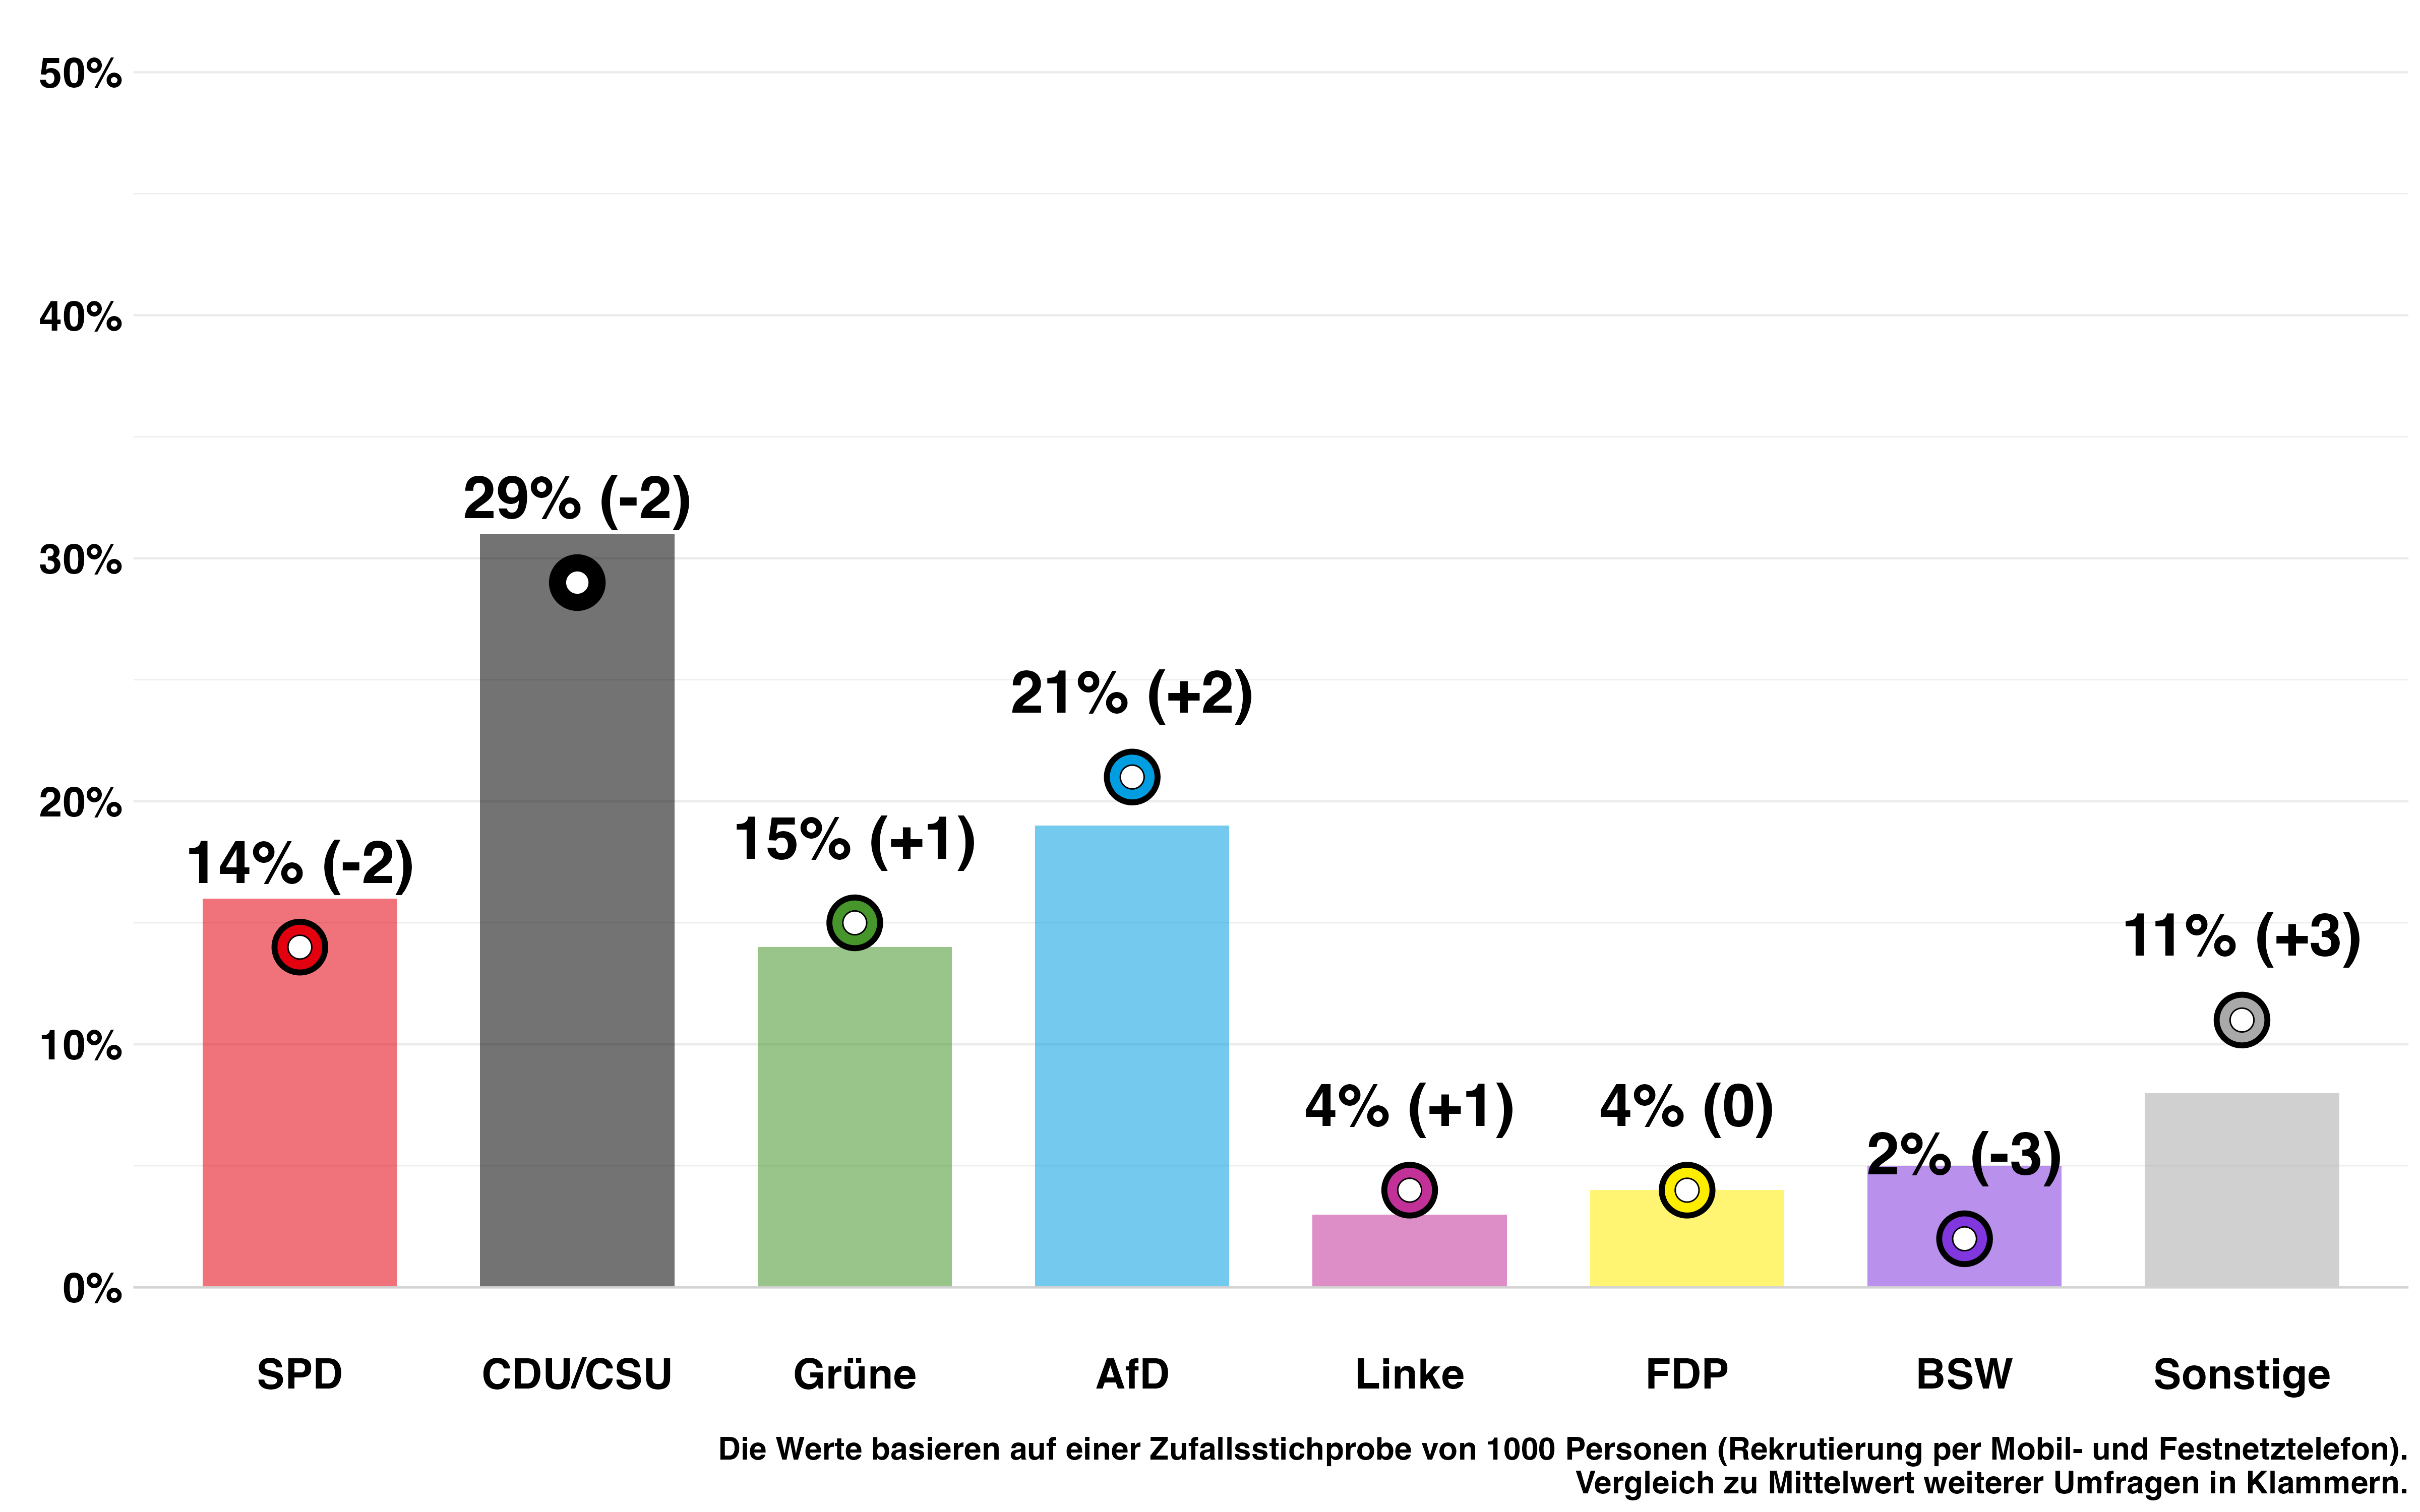 50%
40%
30%
20%
10%
0%
14% (-2)
29% (-2)
15% (+1)
21% (+2)
4% (+1)
4% (0)
2% (-3)
11% (+3)
SPD
CDU/CSU
Grüne
AfD
Linke
FDP
BSW
Sonstige
Die Werte basieren auf einer Zufallsstichprobe von 1000 Personen (Rekrutierung per Mobil- und Festnetztelefon).
Vergleich zu Mittelwert weiterer Umfragen in Klammern.